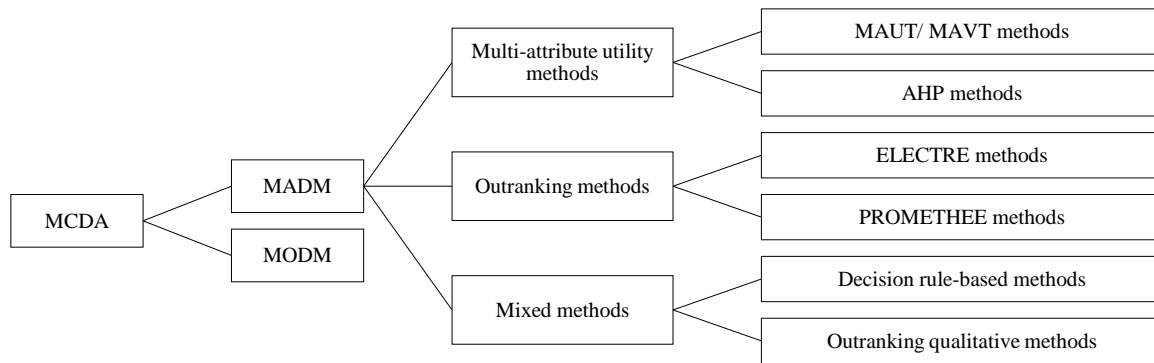 MCDA
MADM
MODM
Multi-attribute utility
methods
Outranking methods
Mixed methods
MAUT/ MAVT methods
AHP methods
ELECTRE methods
PROMETHEE methods
Decision rule-based methods
Outranking qualitative methods